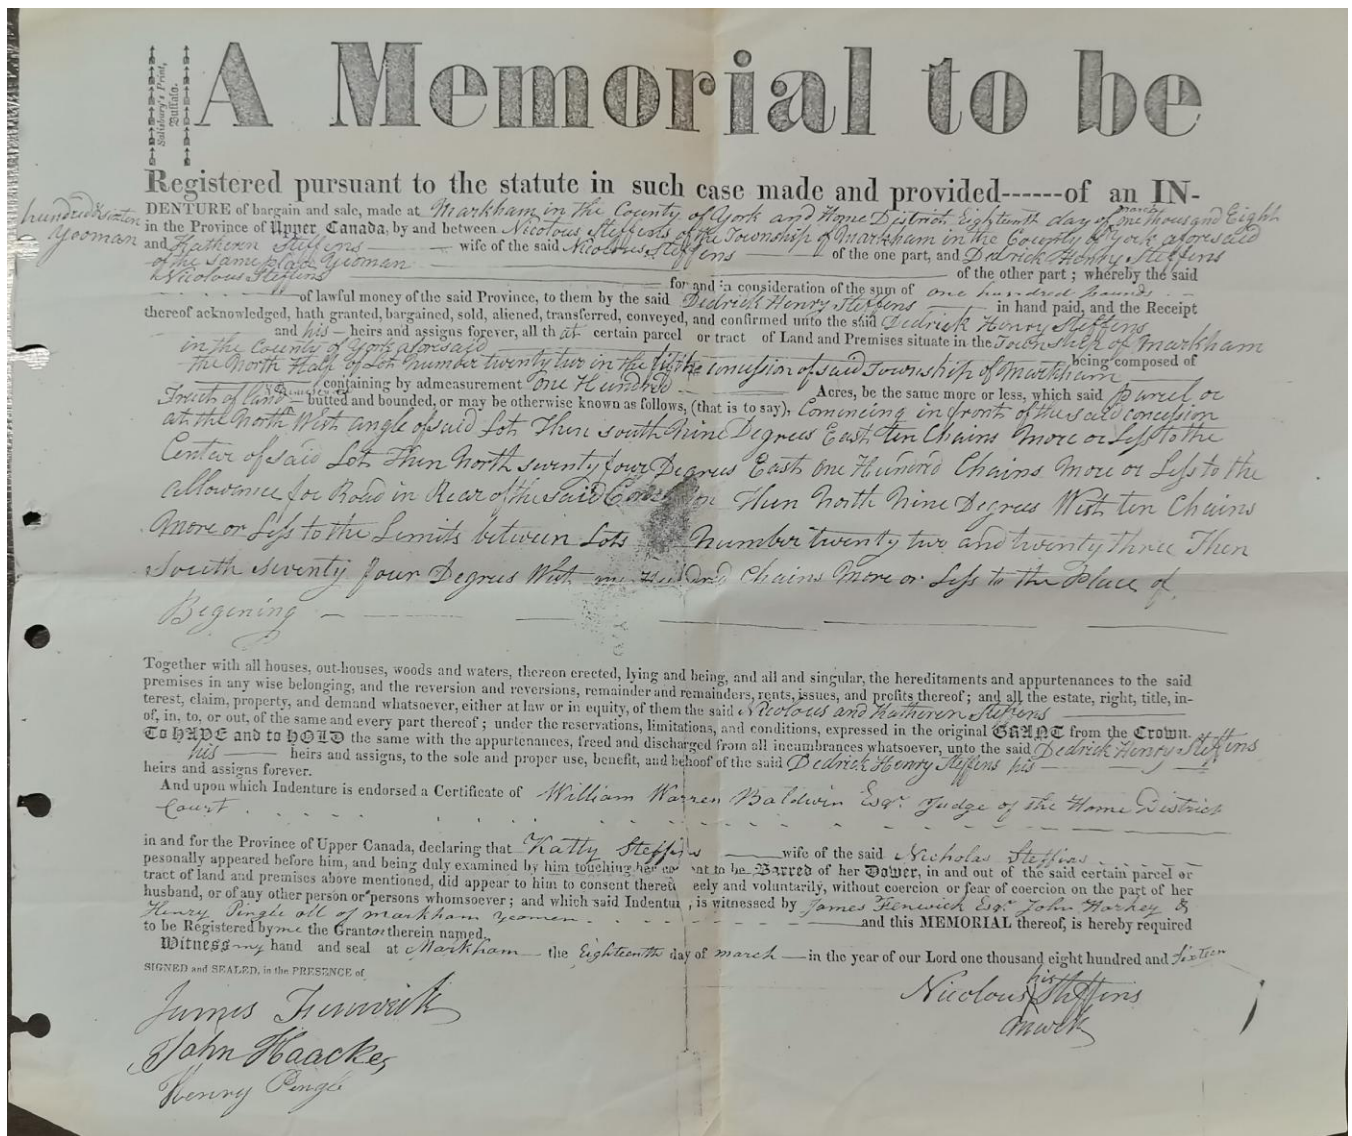 Salisbury's Print,
Buffalo.
A Memorial to be
Registered pursuant to the statute in such case made and provided------of an IN-
DENTURE of bargain and sale, made at Markham in the County of York and Home District Eighteenth day of march one thousand Eight
hundred & sixteen
in the Province of Upper Canada, by and between Nicolous Steffens of the Township of Markham in the County of York aforesaid
yeoman
and Katheren Steffens wife of the said Nicolous Steffens of the one part, and Dedrick Henry Steffens
of the same place Yeoman of the other part; whereby the said
Nicolous Steffens for and in consideration of the sum of one hundred pounds
of lawful money of the said Province, to them by the said Dedrick Henry Steffens in hand paid, and the Receipt
thereof acknowledged, hath granted, bargained, sold, aliened, transferred, conveyed, and confirmed unto the said Dedrick Henry Steffens
and his heirs and assigns forever, all that certain parcel or tract of Land and Premises situate in the Township of Markham
in the County of York aforesaid being composed of
the North Half of Lot number twenty two in the fifth concession of said Township of Markham
containing by admeasurement One Hundred Acres, be the same more or less, which said parcel or
Tract of land butted and bounded, or may be otherwise known as follows, (that is to say), Comencing in front of the said concession
at the North West angle of said Lot Then south Nine Degrees East ten Chains More or Less to the
Center of said Lot Then North seventy four Degrees East one Hundred Chains More or Less to the
allowance for Road in Rear of the said Then North Nine Degrees West ten Chains
More or Less to the Limits between Lots Number twenty two and twenty three Then
South seventy four Degrees West one Hundred Chains More or Less to the Place of
Begening
Together with all houses, out-houses, woods and waters, thereon erected, lying and being, and all and singular, the hereditaments and appurtenances to the said
premises in any wise belonging, and the reversion and reversions, remainder and remainders, rents, issues, and profits thereof; and all the estate, right, title, in-
terest, claim, property, and demand whatsoever, either at law or in equity, of them the said Nicolous and Katheren Steffens
of, in, to, or out, of the same and every part thereof; under the reservations, limitations, and conditions, expressed in the original GRANT from the Crown.
To HAVE and to HOLD the same with the appurtenances, freed and discharged from all incumbrances whatsoever, unto the said Dedrick Henry Steffens
his heirs and assigns, to the sole and proper use, benefit, and behoof of the said Dedrick Henry Steffens his
heirs and assigns forever.
And upon which Indenture is endorsed a Certificate of William Warren Baldwin Esqr. Judge of the Home District
Court
in and for the Province of Upper Canada, declaring that Katty Steffins wife of the said Nicholas Steffins
pesonally appeared before him, and being duly examined by him touching her co nt to be Barred of her Dower, in and out of the said certain parcel or
tract of land and premises above mentioned, did appear to him to consent thereto eely and voluntarily, without coercion or fear of coercion on the part of her
husband, or of any other person or persons whomsoever; and which said Indentur ; is witnessed by James Fenwick Esqr. John Harkey &
Henry Pingle all of markham yeomen and this MEMORIAL thereof, is hereby required
to be Registered by me the Grantor therein named.
Witness my hand and seal at Markham the Eighteenth day of march in the year of our Lord one thousand eight hundred and sixteen
SIGNED and SEALED, in the PRESENCE of
James Fenwick
John Haacke
Henry Pingle
his
Nicolous Steffins
mark